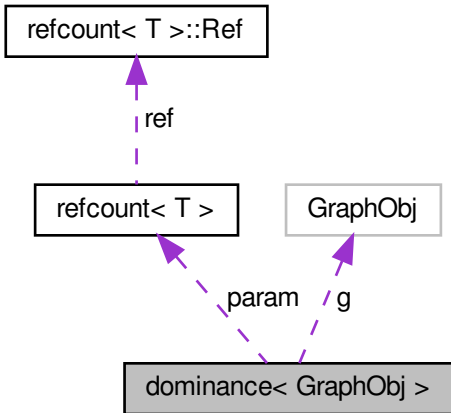 refcount< T >::Ref
ref
refcount< T >
GraphObj
param
g
dominance< GraphObj >